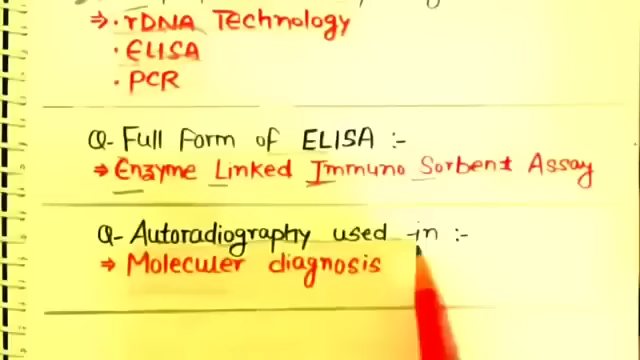 ⇒ · rDNA Technology
· ELISA
· PCR
Q- Full form of ELISA :-
→ Enzyme Linked Immuno Sorbent Assay
Q- Autoradiography used in :-
→ Moleculer diagnosis